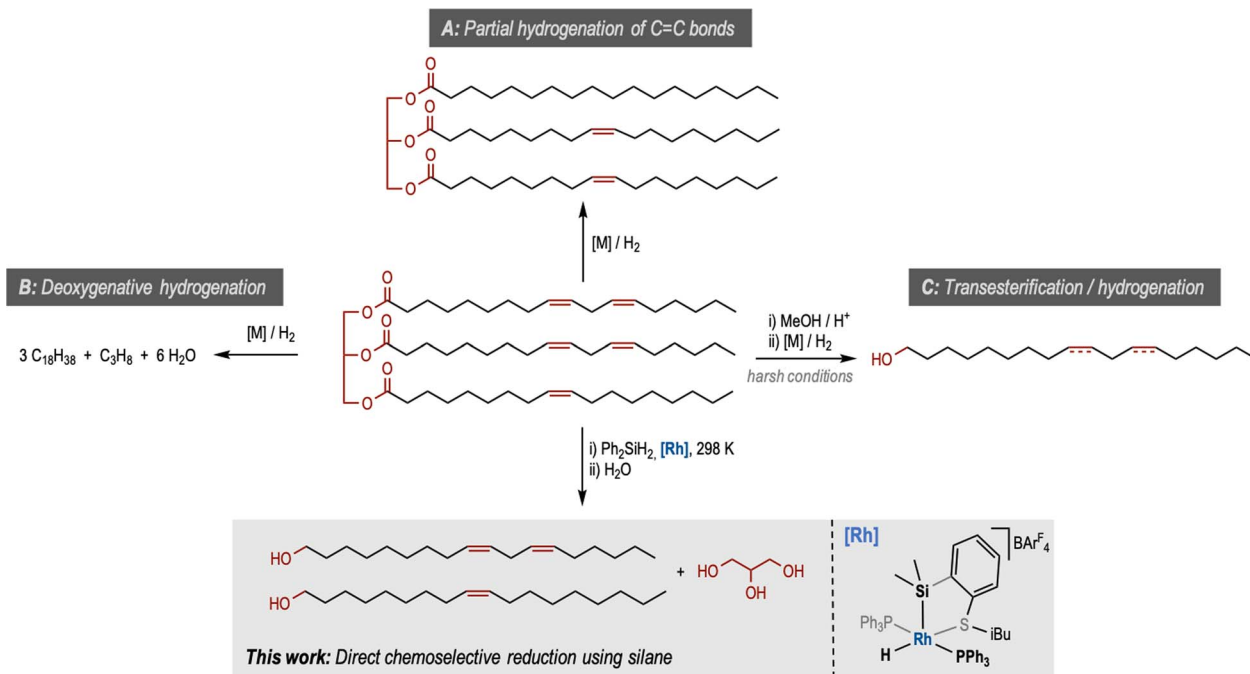 A: Partial hydrogenation of C=C bonds
O
O
O
O
O
O
[M] / H2
B: Deoxygenative hydrogenation
[M] / H2
3 C18H38 + C3H8 + 6 H2O
O
O
O
O
O
O
C: Transesterification / hydrogenation
i) MeOH / H+
ii) [M] / H2
harsh conditions
HO
i) Ph2SiH2, [Rh], 298 K
ii) H2O
HO
HO
+
HO
OH
OH
This work: Direct chemoselective reduction using silane
[Rh]
BArF4
Si
Ph3P
S
iBu
Rh
H
PPh3